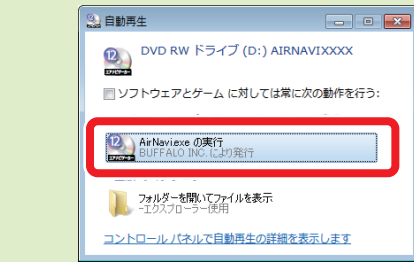 自動再生
DVD RW ドライブ (D:) AIRNAVIXXXX
ソフトウェアとゲーム に対しては常に次の動作を行う:
AirNavi.exe の実行
BUFFALO INC. により発行
フォルダーを開いてファイルを表示
-エクスプローラー使用
コントロール パネルで自動再生の詳細を表示します